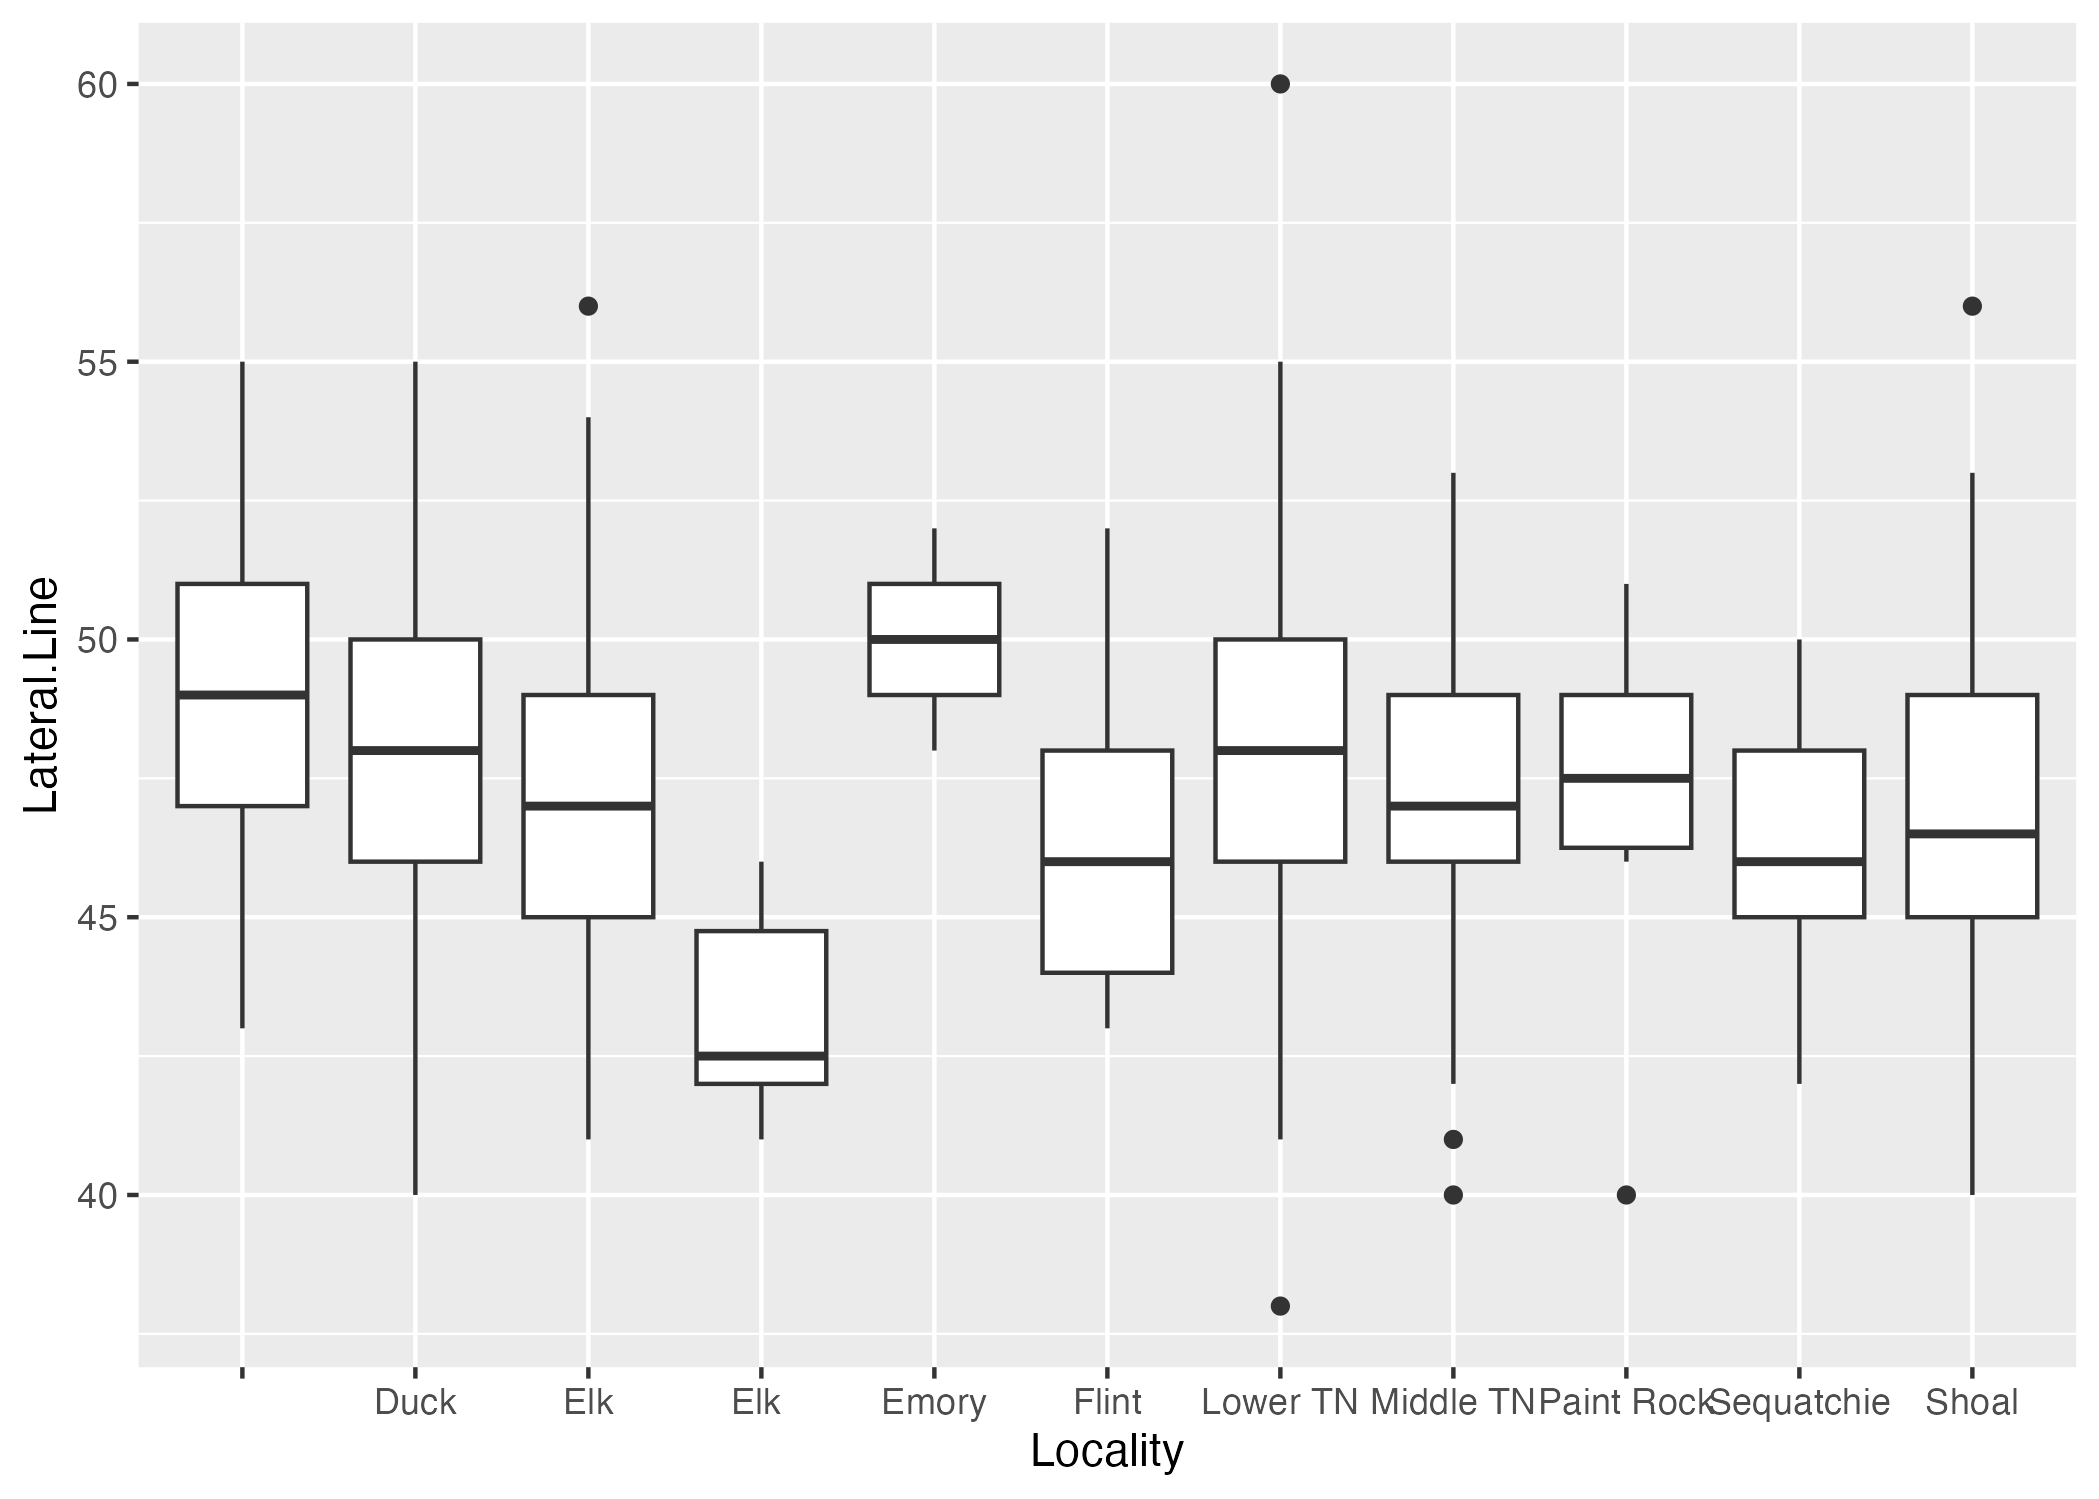 Lateral.Line
60
55
50
45
40
Duck Elk Elk Emory Flint Lower TN Middle TN Paint Rock Sequatchie Shoal
Locality